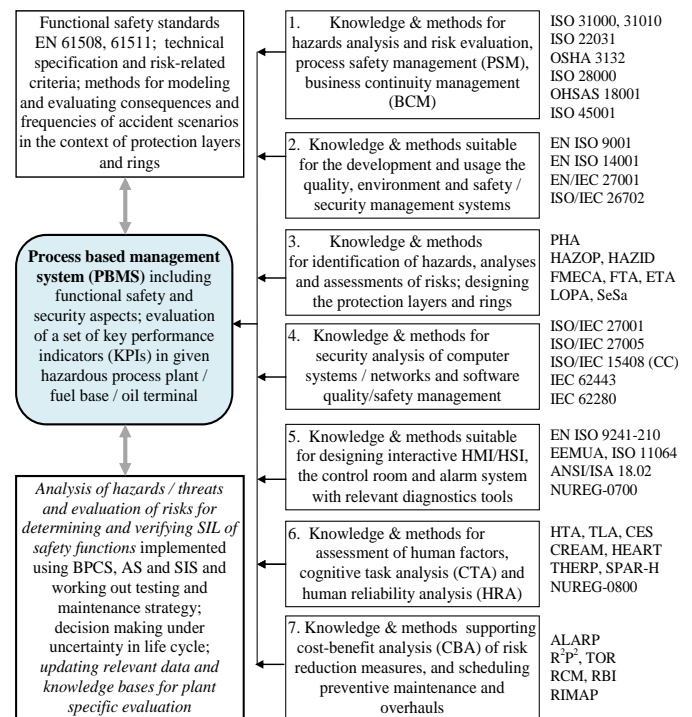 Functional safety standards
EN 61508, 61511; technical
specification and risk-related
criteria; methods for modeling
and evaluating consequences and
frequencies of accident scenarios
in the context of protection layers
and rings
Process based management
system (PBMS) including
functional safety and
security aspects; evaluation
of a set of key performance
indicators (KPIs) in given
hazardous process plant /
fuel base / oil terminal
Analysis of hazards / threats
and evaluation of risks for
determining and verifying SIL of
safety functions implemented
using BPCS, AS and SIS and
working out testing and
maintenance strategy;
decision making under
uncertainty in life cycle;
updating relevant data and
knowledge bases for plant
specific evaluation
1. Knowledge & methods for
hazards analysis and risk evaluation,
process safety management (PSM),
business continuity management
(BCM)
ISO 31000, 31010
ISO 22031
OSHA 3132
ISO 28000
OHSAS 18001
ISO 45001
2. Knowledge & methods suitable
for the development and usage the
quality, environment and safety /
security management systems
EN ISO 9001
EN ISO 14001
EN/IEC 27001
ISO/IEC 26702
3. Knowledge & methods
for identification of hazards, analyses
and assessments of risks; designing
the protection layers and rings
PHA
HAZOP, HAZID
FMECA, FTA, ETA
LOPA, SeSa
4. Knowledge & methods for
security analysis of computer
systems / networks and software
quality/safety management
ISO/IEC 27001
ISO/IEC 27005
ISO/IEC 15408 (CC)
IEC 62443
IEC 62280
5. Knowledge & methods suitable
for designing interactive HMI/HSI,
the control room and alarm system
with relevant diagnostics tools
EN ISO 9241-210
EEMUA, ISO 11064
ANSI/ISA 18.02
NUREG-0700
6. Knowledge & methods for
assessment of human factors,
cognitive task analysis (CTA) and
human reliability analysis (HRA)
HTA, TLA, CES
CREAM, HEART
THERP, SPAR-H
NUREG-0800
7. Knowledge & methods supporting
cost-benefit analysis (CBA) of risk
reduction measures, and scheduling
preventive maintenance and
overhauls
ALARP
R²P², TOR
RCM, RBI
RIMAP